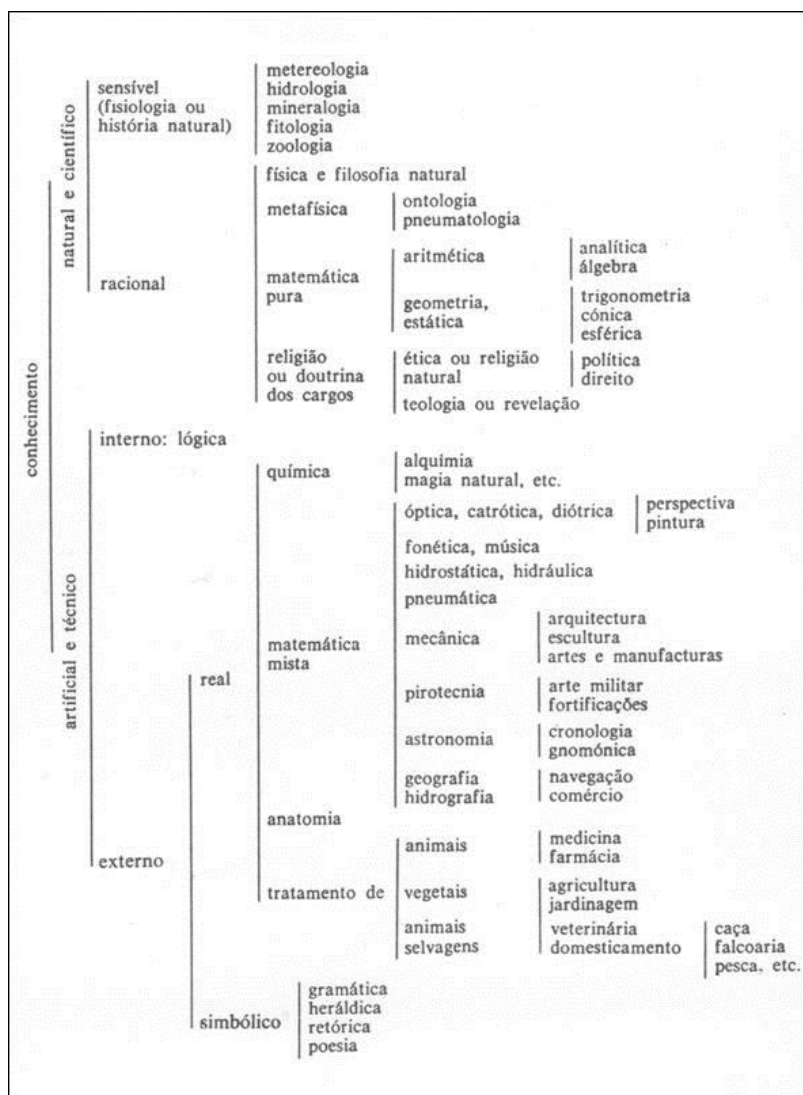 conhecimento
natural e científico
sensível
(fisiologia ou
história natural)
metereologia
hidrologia
mineralogia
fitologia
zoologia
racional
física e filosofia natural
metafísica
ontologia
pneumatologia
matemática
pura
aritmética
analítica
álgebra
geometria,
estática
trigonometria
cónica
esférica
religião
ou doutrina
dos cargos
ética ou religião
natural
política
direito
teologia ou revelação
artificial e técnico
interno: lógica
externo
real
química
alquímia
magia natural, etc.
matemática
mista
óptica, catrótica, diótrica
perspectiva
pintura
fonética, música
hidrostática, hidráulica
pneumática
mecânica
arquitectura
escultura
artes e manufacturas
pirotecnia
arte militar
fortificações
astronomia
cronologia
gnomónica
geografia
hidrografia
navegação
comércio
anatomia
tratamento de
animais
medicina
farmácia
vegetais
agricultura
jardinagem
animais
selvagens
veterinária
domesticamento
caça
falcoaria
pesca, etc.
simbólico
gramática
heráldica
retórica
poesia